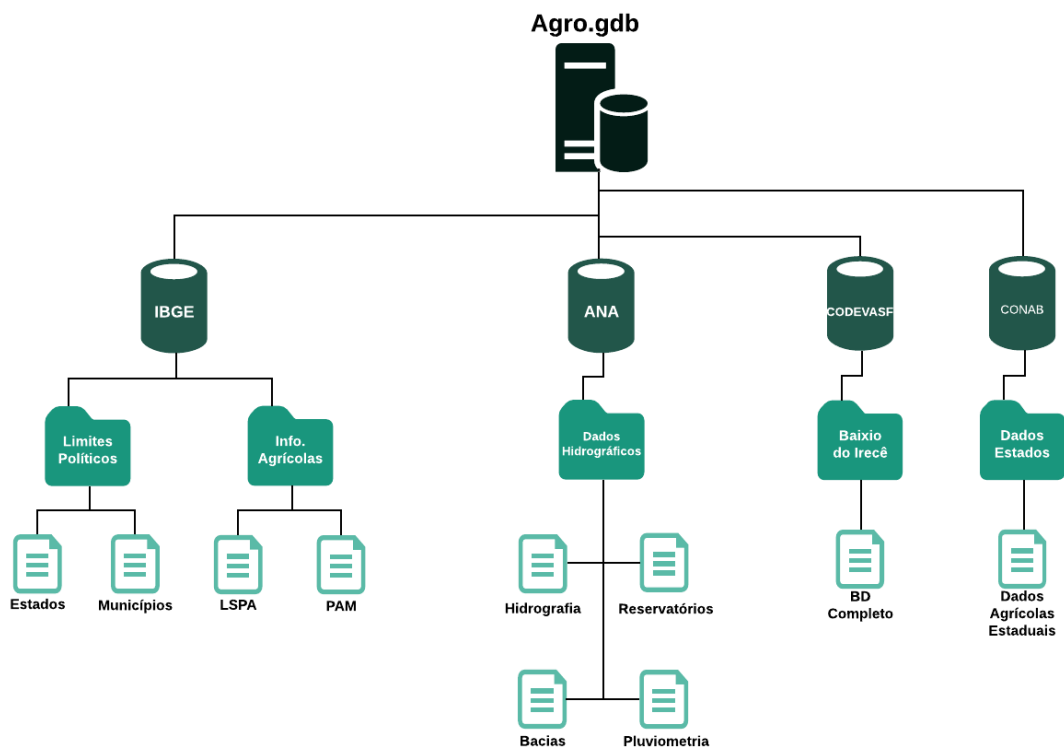 Agro.gdb
IBGE
ANA
CODEVASF
CONAB
Limites
Políticos
Info.
Agrícolas
Dados
Hidrográficos
Baixio
do Irecê
Dados
Estados
Estados
Municípios
LSPA
PAM
Hidrografia
Reservatórios
BD
Completo
Dados
Agrícolas
Estaduais
Bacias
Pluviometria